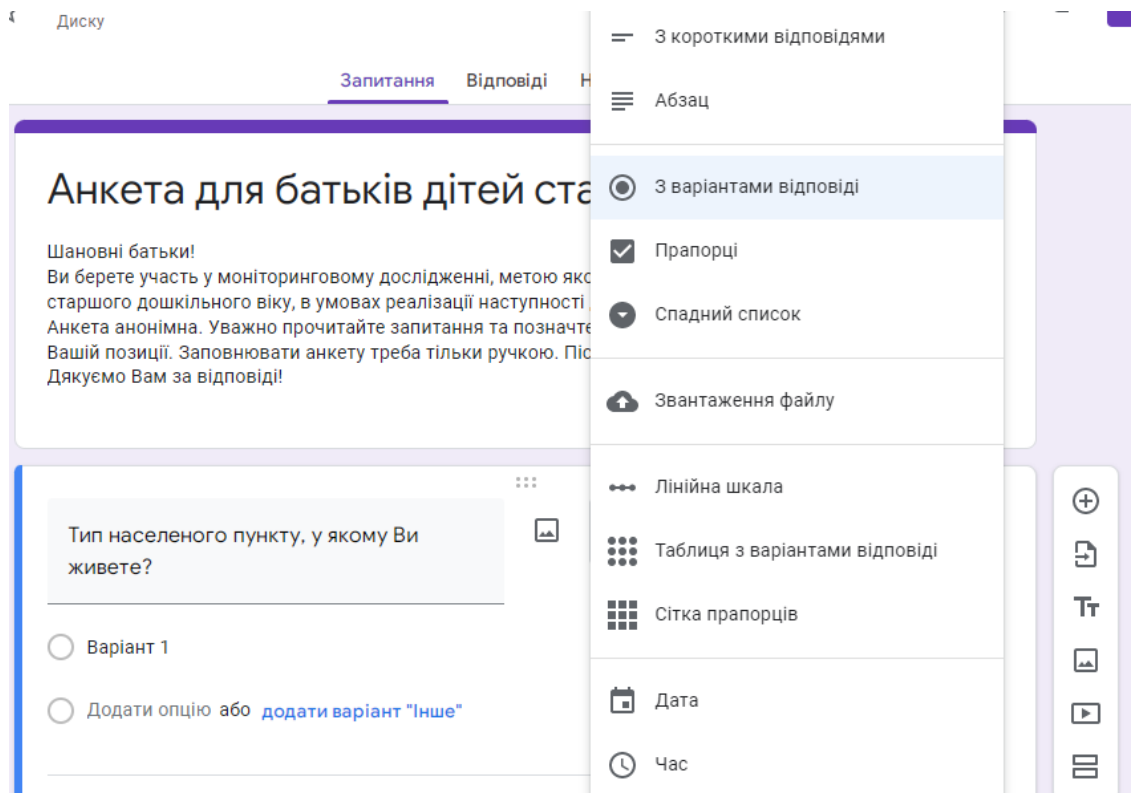 Диску
Запитання Відповіді Н
Анкета для батьків дітей ста
Шановні батьки!
Ви берете участь у моніторинговому дослідженні, метою яко
старшого дошкільного віку, в умовах реалізації наступності
Анкета анонімна. Уважно прочитайте запитання та позначте
Вашій позиції. Заповнювати анкету треба тільки ручкою. Піс
Дякуємо Вам за відповіді!
Тип населеного пункту, у якому Ви
живете?
Варіант 1
Додати опцію або додати варіант "Інше"
З короткими відповідями
Абзац
З варіантами відповіді
Прапорці
Спадний список
Звантаження файлу
Лінійна шкала
Таблиця з варіантами відповіді
Сітка прапорців
Дата
Час
Тт